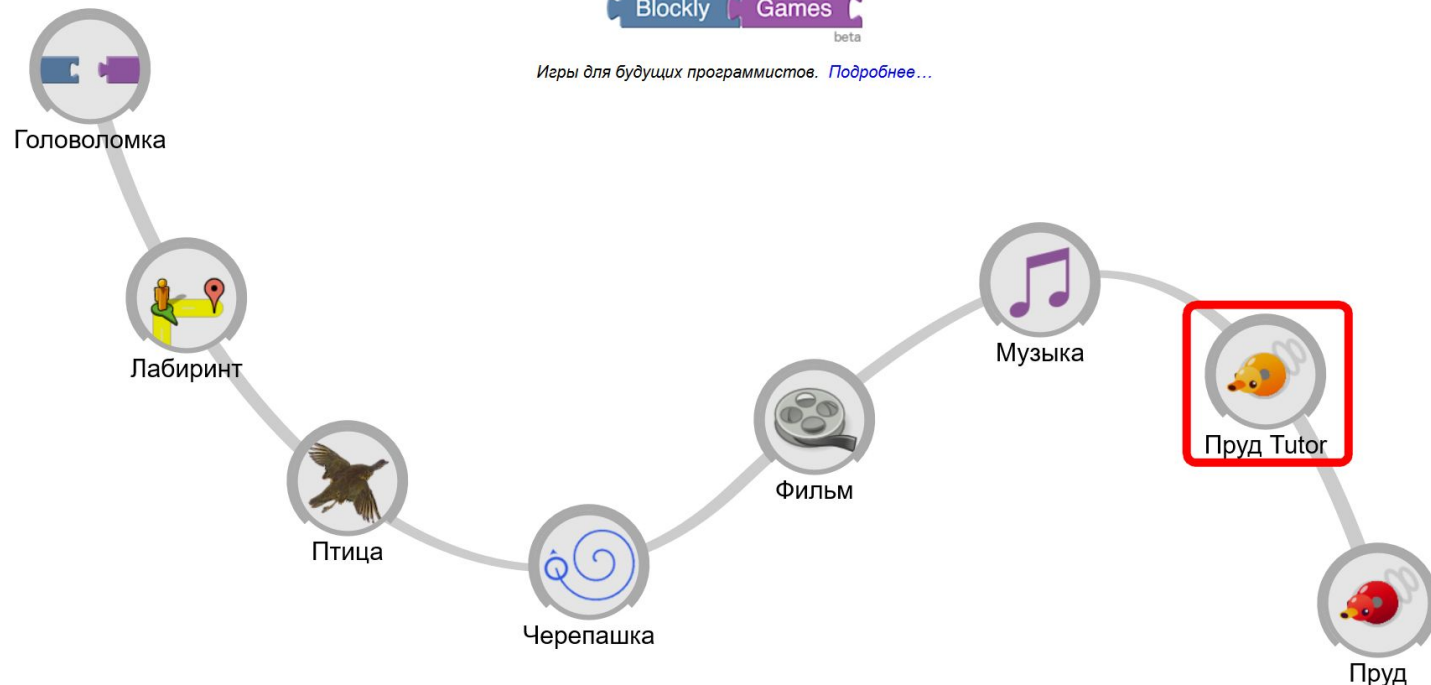 Blockly Games
beta
Игры для будущих программистов. Подробнее…
Головоломка
Лабиринт
Птица
Черепашка
Фильм
Музыка
Пруд Tutor
Пруд